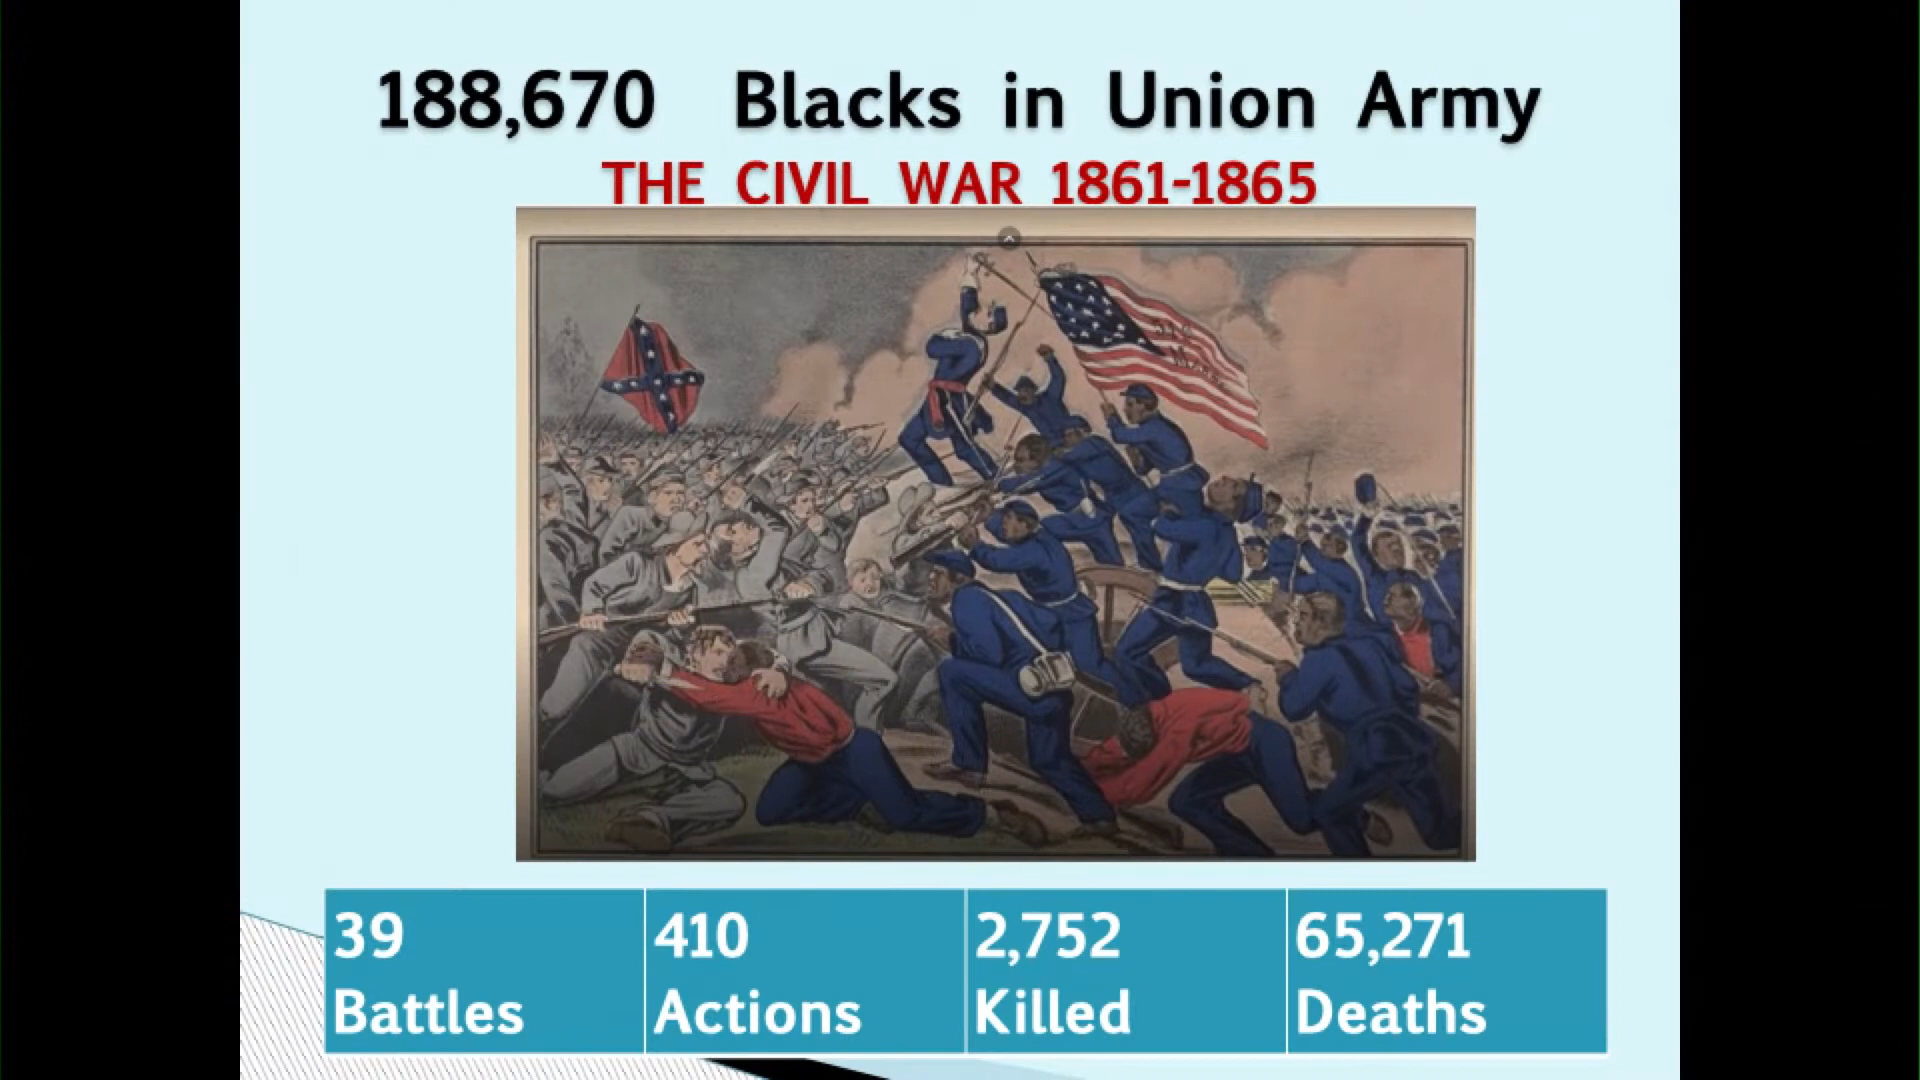 188,670 Blacks in Union Army
THE CIVIL WAR 1861-1865
39
Battles
410
Actions
2,752
Killed
65,271
Deaths